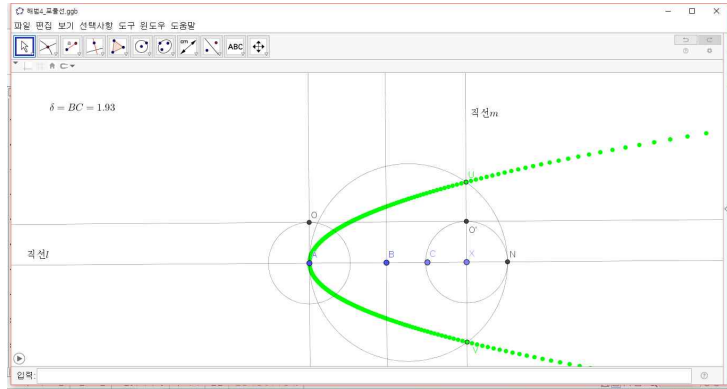 해법4_포물선.ggb
파일 편집 보기 선택사항 도구 윈도우 도움말
ABC
δ = BC = 1.93
직선m
U
O
O'
직선l
A
B
C
X
N
V
입력: